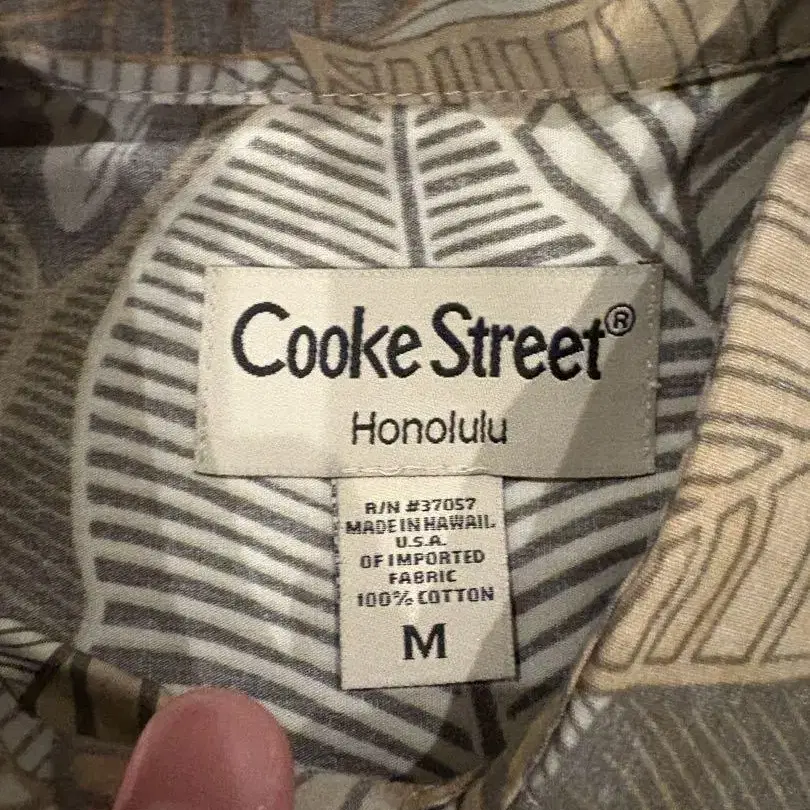 Cooke Street®
Honolulu
R/N #37057
MADE IN HAWAII.
U.S.A.
OF IMPORTED
FABRIC
100% COTTON
M